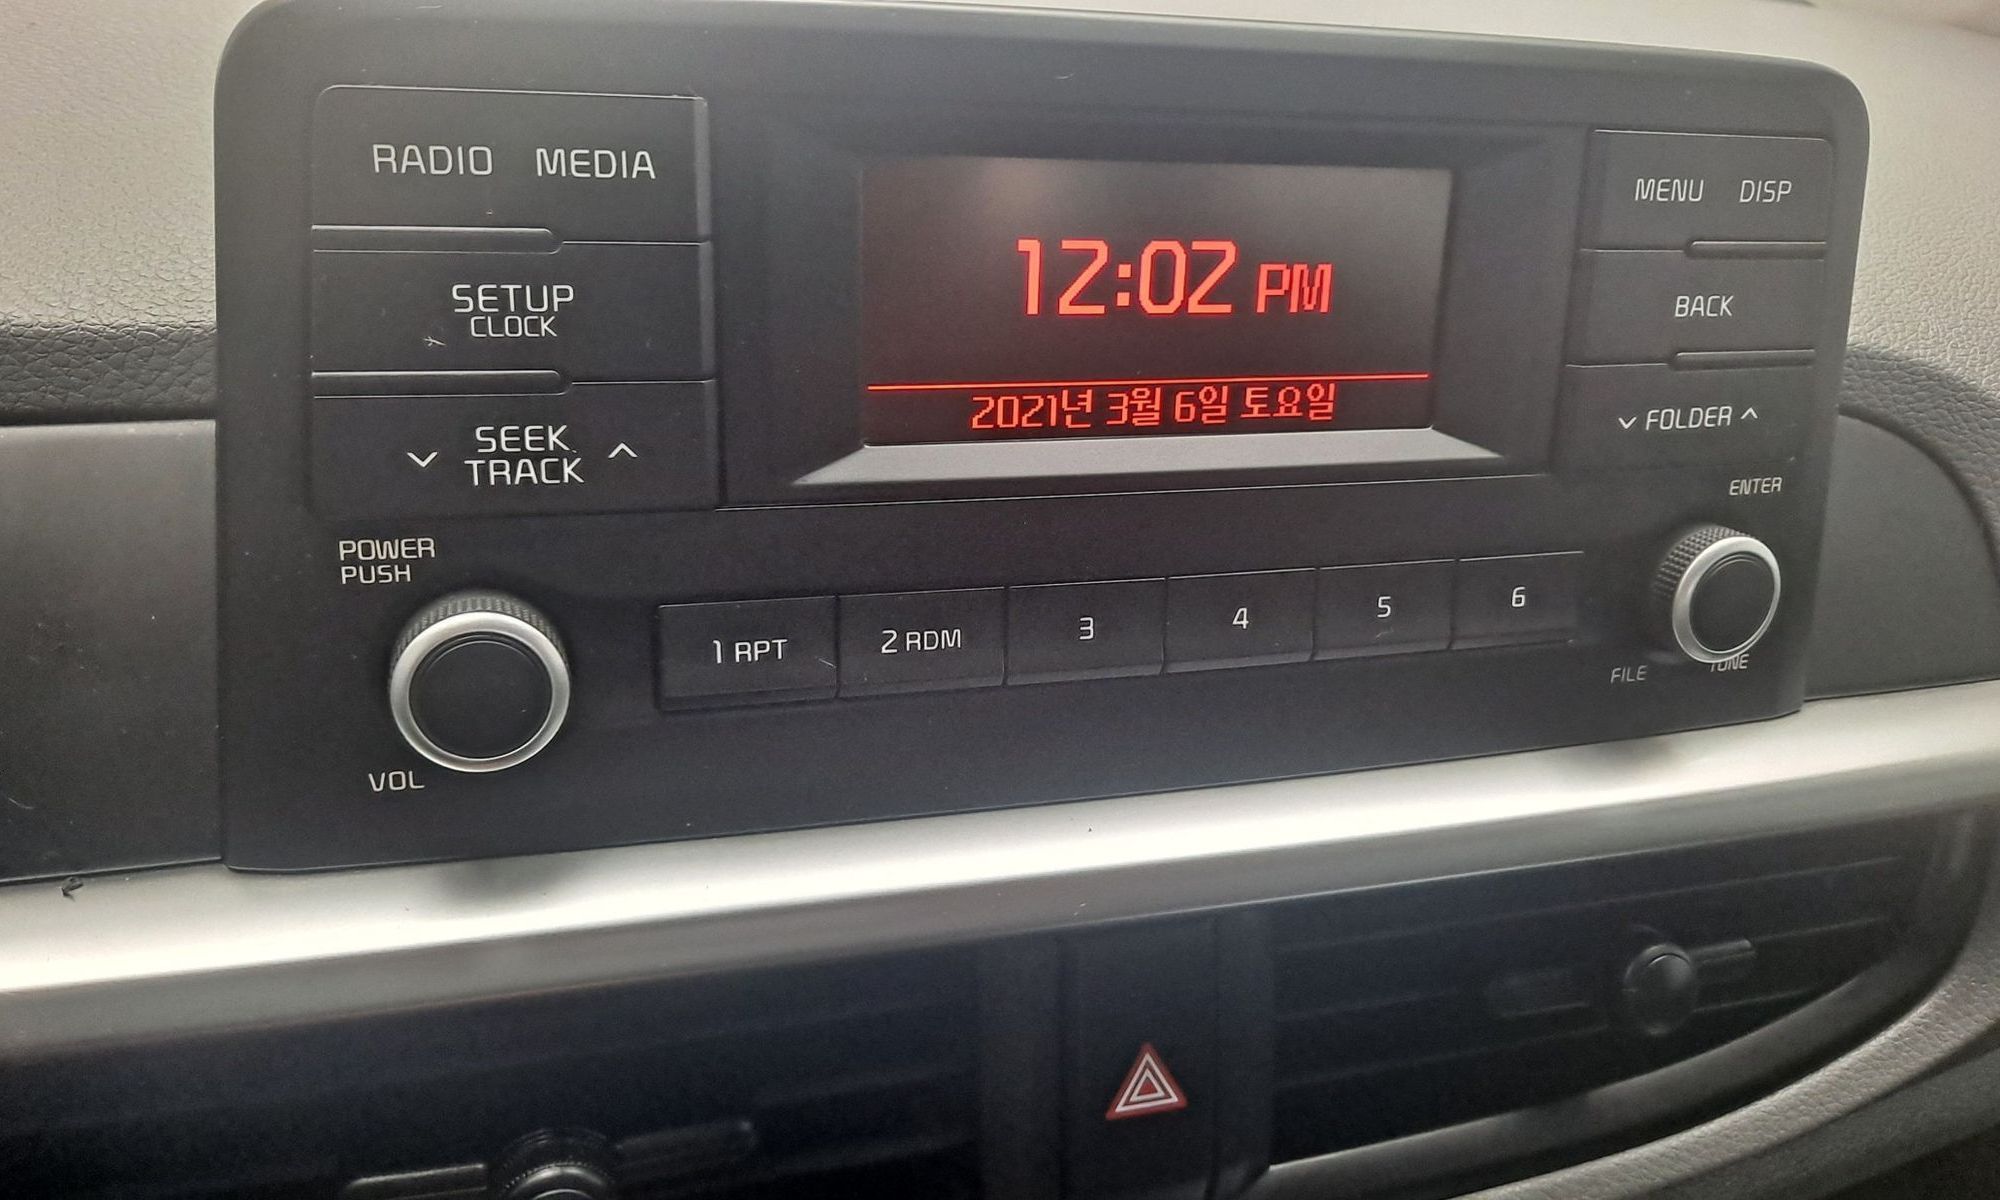 RADIO MEDIA
SETUP
CLOCK
SEEK
TRACK
POWER
PUSH
VOL
12:02 PM
2021년 3월 6일 토요일
1 RPT 2 RDM 3 4 5 6
MENU DISP
BACK
FOLDER
ENTER
FILE TUNE